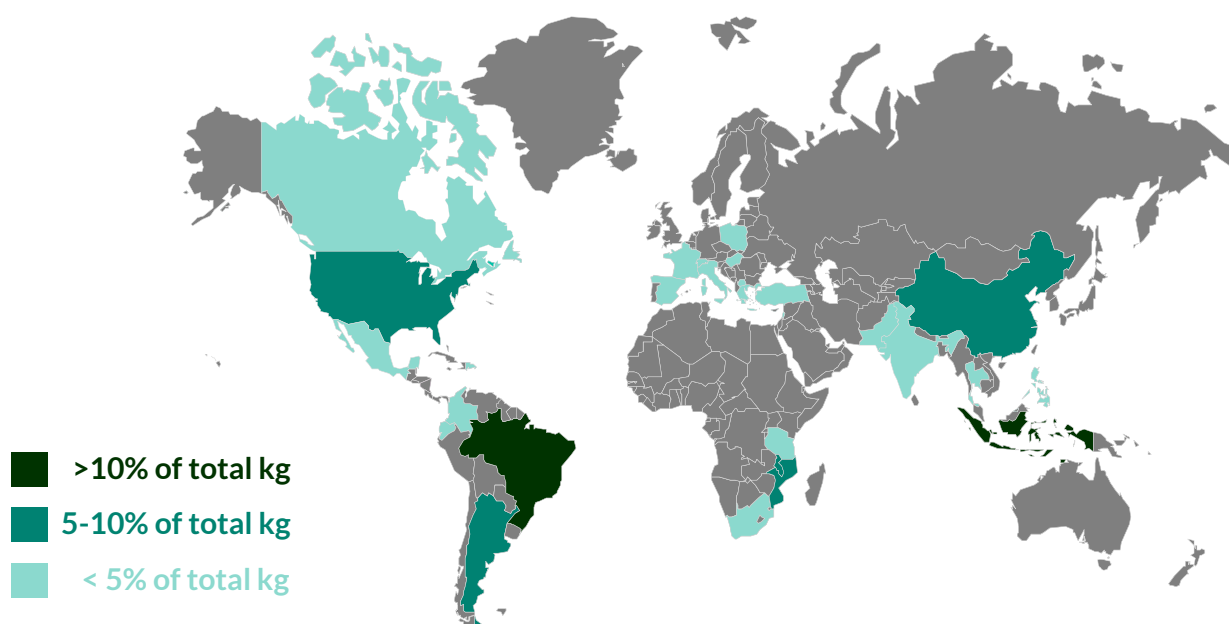 >10% of total kg
5-10% of total kg
< 5% of total kg